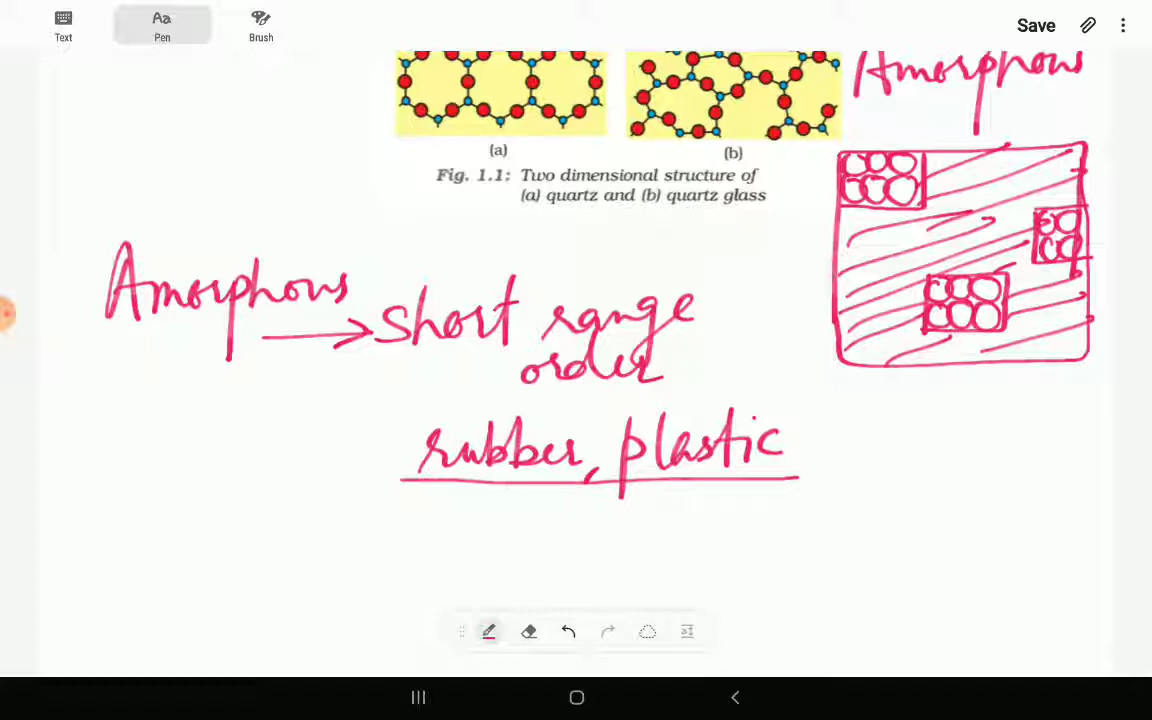 Text
Aa
Pen
Brush
Save
Amorphous
(a)
(b)
Fig. 1.1: Two dimensional structure of
(a) quartz and (b) quartz glass
Amorphous
short range
order
rubber, plastic